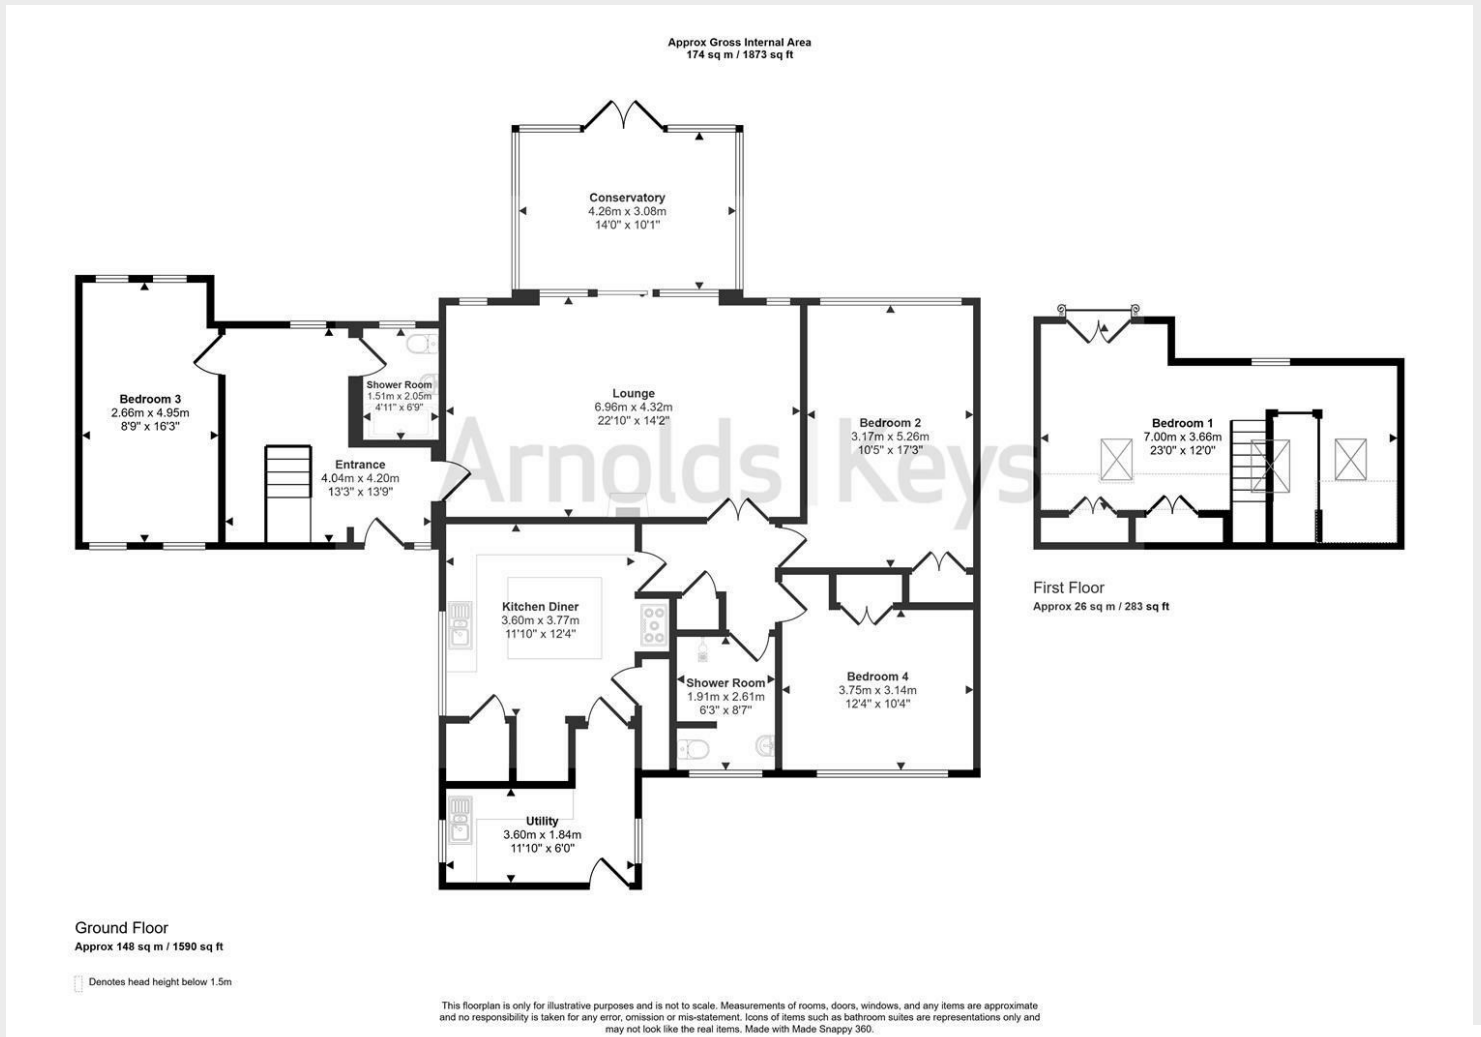 Approx Gross Internal Area
174 sq m / 1873 sq ft
Conservatory
4.26m x 3.08m
14'0" x 10'1"
Bedroom 3
2.66m x 4.95m
8'9" x 16'3"
Shower Room
1.51m x 2.05m
4'11" x 6'9"
Lounge
6.96m x 4.32m
22'10" x 14'2"
Bedroom 2
3.17m x 5.26m
10'5" x 17'3"
Bedroom 1
7.00m x 3.66m
23'0" x 12'0"
Entrance
4.04m x 4.20m
13'3" x 13'9"
Arnolds | Keys
Kitchen Diner
3.60m x 3.77m
11'10" x 12'4"
First Floor
Approx 26 sq m / 283 sq ft
Shower Room
1.91m x 2.61m
6'3" x 8'7"
Bedroom 4
3.75m x 3.14m
12'4" x 10'4"
Utility
3.60m x 1.84m
11'10" x 6'0"
Ground Floor
Approx 148 sq m / 1590 sq ft
Denotes head height below 1.5m
This floorplan is only for illustrative purposes and is not to scale. Measurements of rooms, doors, windows, and any items are approximate
and no responsibility is taken for any error, omission or mis-statement. Icons of items such as bathroom suites are representations only and
may not look like the real items. Made with Made Snappy 360.